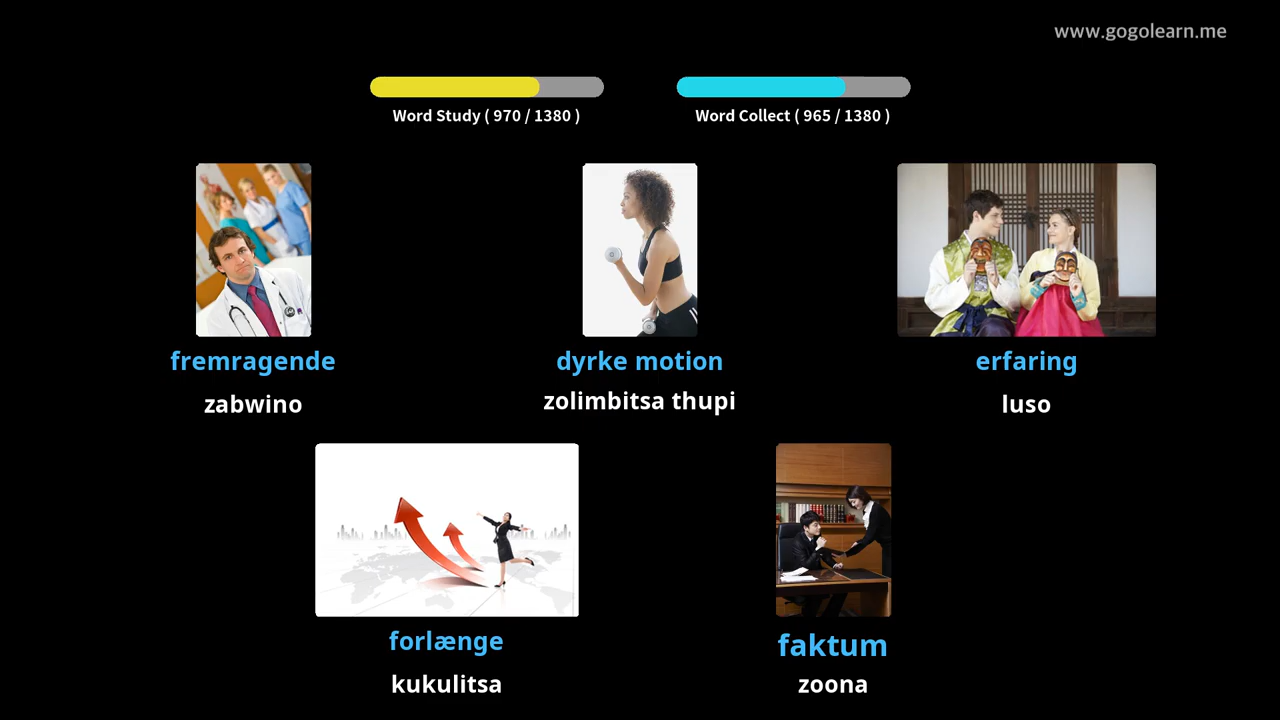 www.gogolearn.me
Word Study ( 970 / 1380 )
Word Collect ( 965 / 1380 )
fremragende
dyrke motion
erfaring
zabwino
zolimbitsa thupi
luso
forlænge
faktum
kukulitsa
zoona